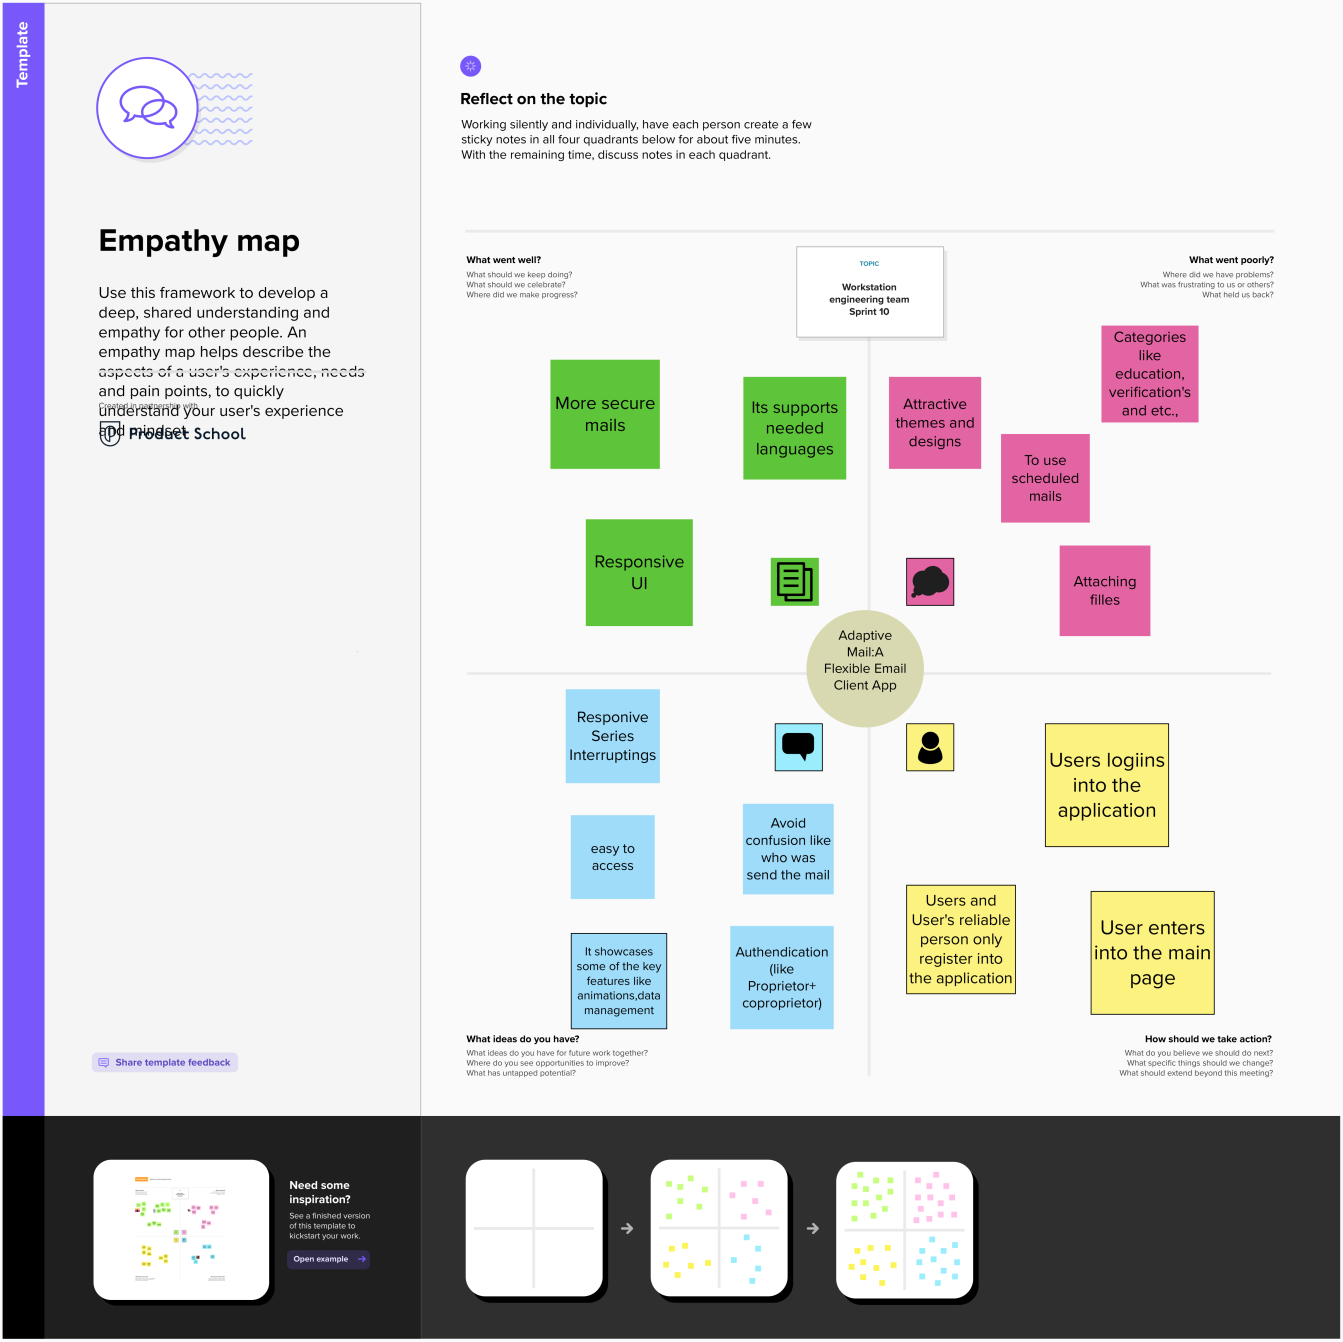 Template
Empathy map
Use this framework to develop a
deep, shared understanding and
empathy for other people. An
empathy map helps describe the
aspects of a user's experience, needs
and pain points, to quickly
understand your user's experience
and mindset.
Created in partnership with
Product School
Share template feedback
Reflect on the topic
Working silently and individually, have each person create a few
sticky notes in all four quadrants below for about five minutes.
With the remaining time, discuss notes in each quadrant.
What went well?
What should we keep doing?
What should we celebrate?
Where did we make progress?
TOPIC
Workstation
engineering team
Sprint 10
What went poorly?
Where did we have problems?
What was frustrating to us or others?
What held us back?
More secure
mails
Its supports
needed
languages
Responsive
UI
Attractive
themes and
designs
Categories
like
education,
verification's
and etc.,
To use
scheduled
mails
Attaching
filles
Adaptive
Mail:A
Flexible Email
Client App
Responive
Series
Interruptings
easy to
access
Avoid
confusion like
who was
send the mail
It showcases
some of the key
features like
animations,data
management
Authendication
(like
Proprietor+
coproprietor)
Users logiins
into the
application
Users and
User's reliable
person only
register into
the application
User enters
into the main
page
What ideas do you have?
What ideas do you have for future work together?
Where do you see opportunities to improve?
What has untapped potential?
How should we take action?
What do you believe we should do next?
What specific things should we change?
What should extend beyond this meeting?
Need some
inspiration?
See a finished version
of this template to
kickstart your work.
Open example